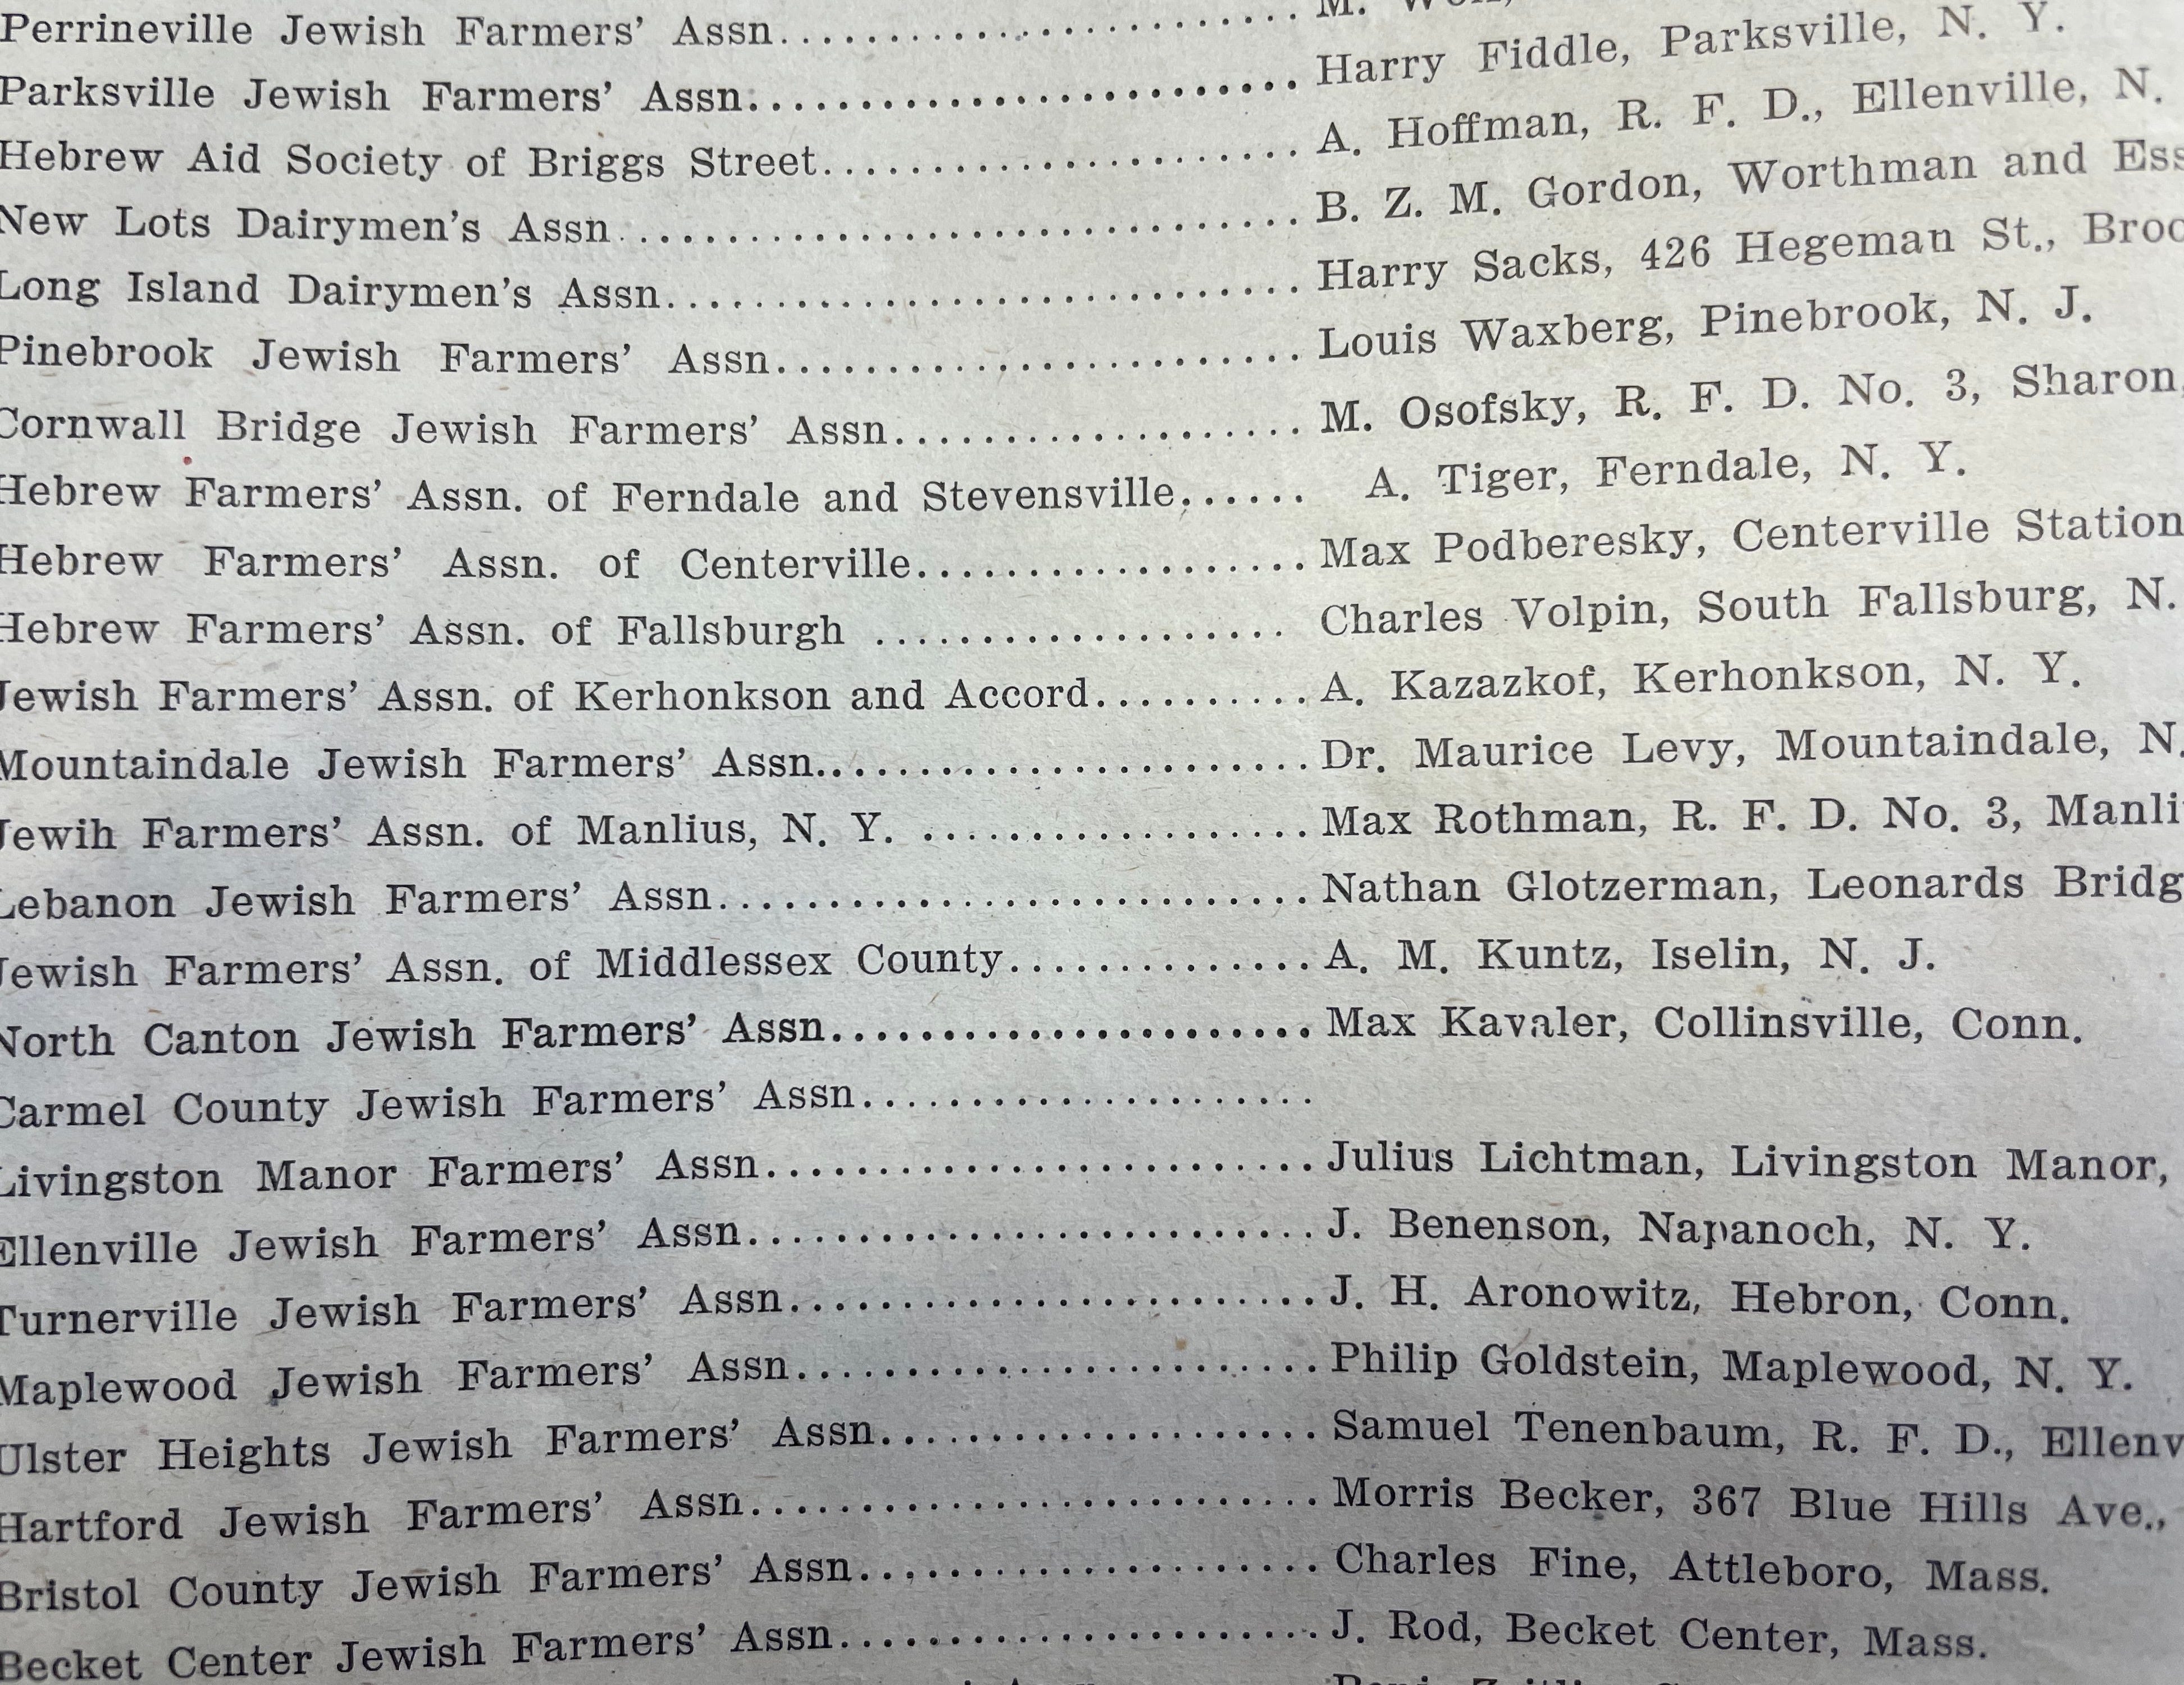 Perrineville Jewish Farmers' Assn........................ M.
Parksville Jewish Farmers' Assn......................... Harry Fiddle, Parksville, N. Y.
Hebrew Aid Society of Briggs Street...................... A. Hoffman, R. F. D., Ellenville, N.
New Lots Dairymen's Assn............................ B. Z. M. Gordon, Worthman and Ess
Long Island Dairymen's Assn............................ Harry Sacks, 426 Hegeman St., Broo
Pinebrook Jewish Farmers' Assn........................ Louis Waxberg, Pinebrook, N. J.
Cornwall Bridge Jewish Farmers' Assn.................... M. Osofsky, R. F. D. No. 3, Sharon,
Hebrew Farmers' Assn. of Ferndale and Stevensville...... A. Tiger, Ferndale, N. Y.
Hebrew Farmers' Assn. of Centerville.................. Max Podberesky, Centerville Station
Hebrew Farmers' Assn. of Fallsburgh ................... Charles Volpin, South Fallsburg, N.
Jewish Farmers' Assn. of Kerhonkson and Accord.......... A. Kazazkof, Kerhonkson, N. Y.
Mountaindale Jewish Farmers' Assn...................... Dr. Maurice Levy, Mountaindale, N.
Jewih Farmers' Assn. of Manlius, N. Y. .................. Max Rothman, R. F. D. No. 3, Manli
Lebanon Jewish Farmers' Assn........................... Nathan Glotzerman, Leonards Bridg
Jewish Farmers' Assn. of Middlessex County.............. A. M. Kuntz, Iselin, N. J.
North Canton Jewish Farmers' Assn...................... Max Kavaler, Collinsville, Conn.
Carmel County Jewish Farmers' Assn....................
Livingston Manor Farmers' Assn......................... Julius Lichtman, Livingston Manor,
Ellenville Jewish Farmers' Assn.......................... J. Benenson, Napanoch, N. Y.
Turnerville Jewish Farmers' Assn........................ J. H. Aronowitz, Hebron, Conn.
Maplewood Jewish Farmers' Assn........................ Philip Goldstein, Maplewood, N. Y.
Ulster Heights Jewish Farmers' Assn.................... Samuel Tenenbaum, R. F. D., Ellenv
Hartford Jewish Farmers' Assn.......................... Morris Becker, 367 Blue Hills Ave.,
Bristol County Jewish Farmers' Assn..................... Charles Fine, Attleboro, Mass.
Becket Center Jewish Farmers' Assn...................... J. Rod, Becket Center, Mass.